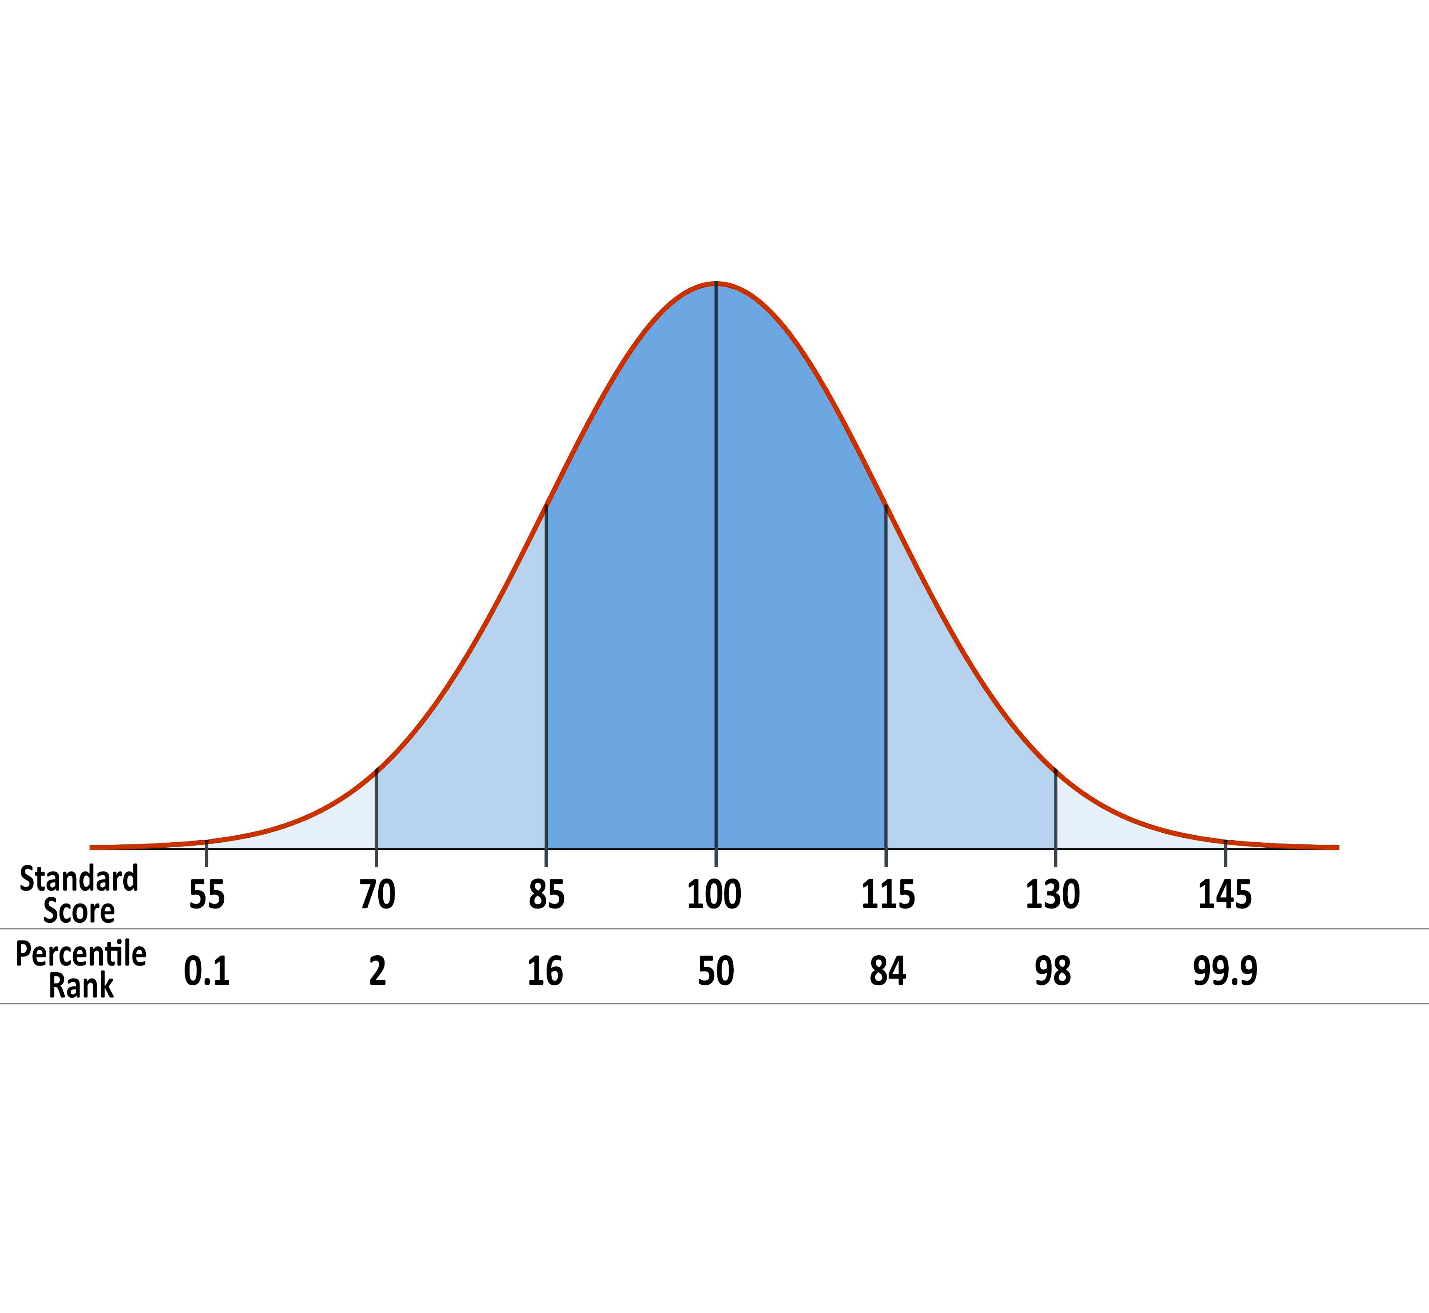 Standard
Score
55 70 85 100 115 130 145
Percentile
Rank
0.1 2 16 50 84 98 99.9